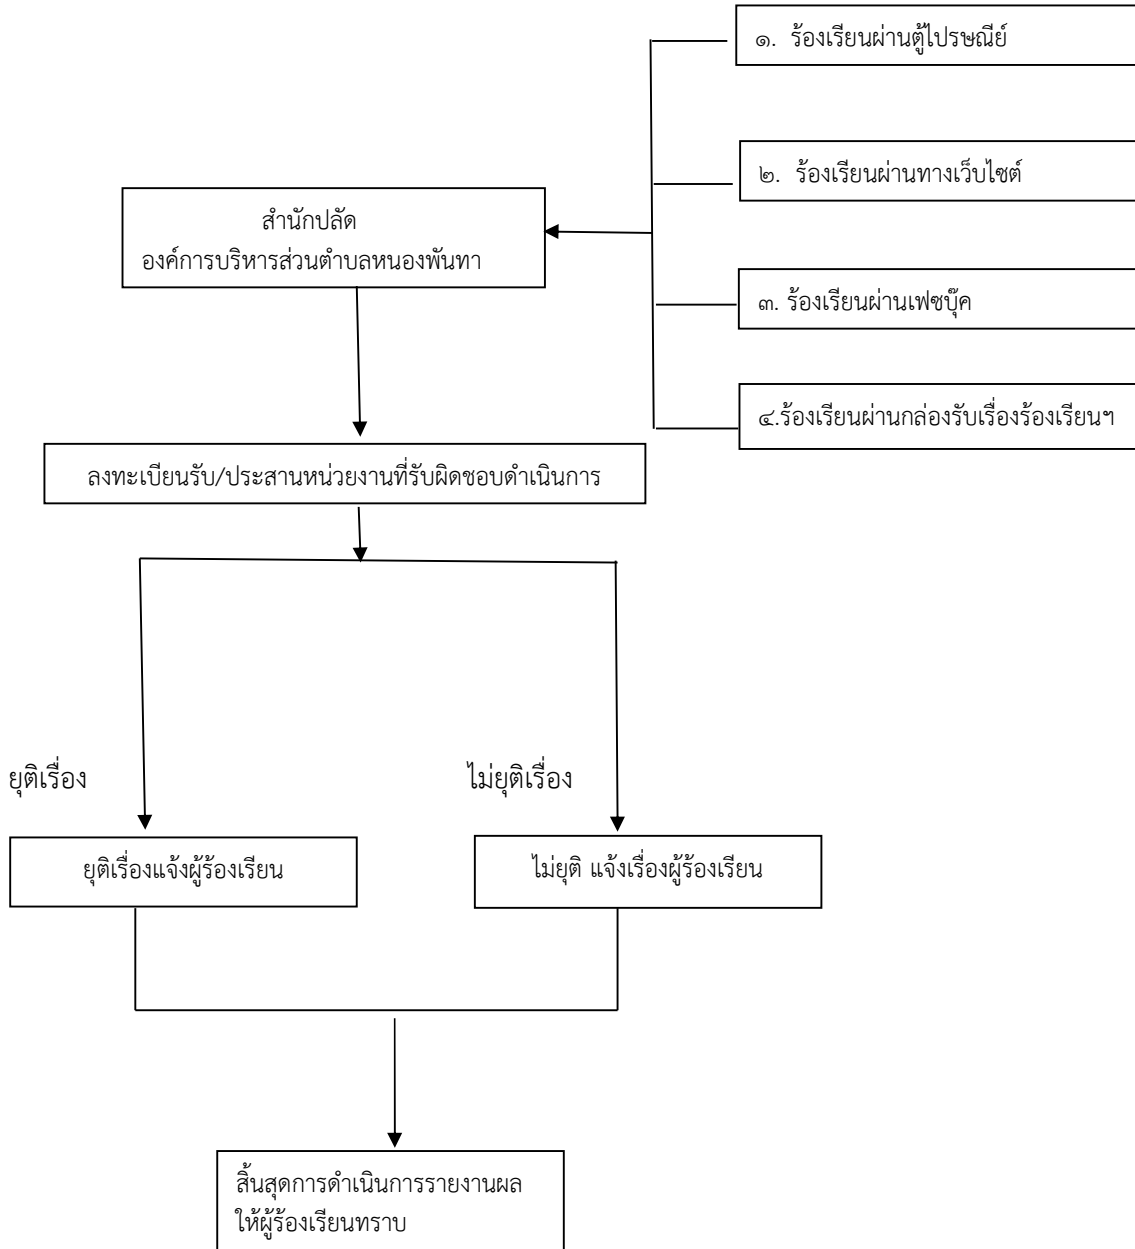 ๑. ร้องเรียนผ่านตู้ไปรษณีย์
๒. ร้องเรียนผ่านทางเว็บไซต์
สำนักปลัด
องค์การบริหารส่วนตำบลหนองพันทา
๓. ร้องเรียนผ่านเฟซบุ๊ค
๔.ร้องเรียนผ่านกล่องรับเรื่องร้องเรียนฯ
ลงทะเบียนรับ/ประสานหน่วยงานที่รับผิดชอบดำเนินการ
ยุติเรื่อง
ไม่ยุติเรื่อง
ยุติเรื่องแจ้งผู้ร้องเรียน
ไม่ยุติ แจ้งเรื่องผู้ร้องเรียน
สิ้นสุดการดำเนินการรายงานผล
ให้ผู้ร้องเรียนทราบ